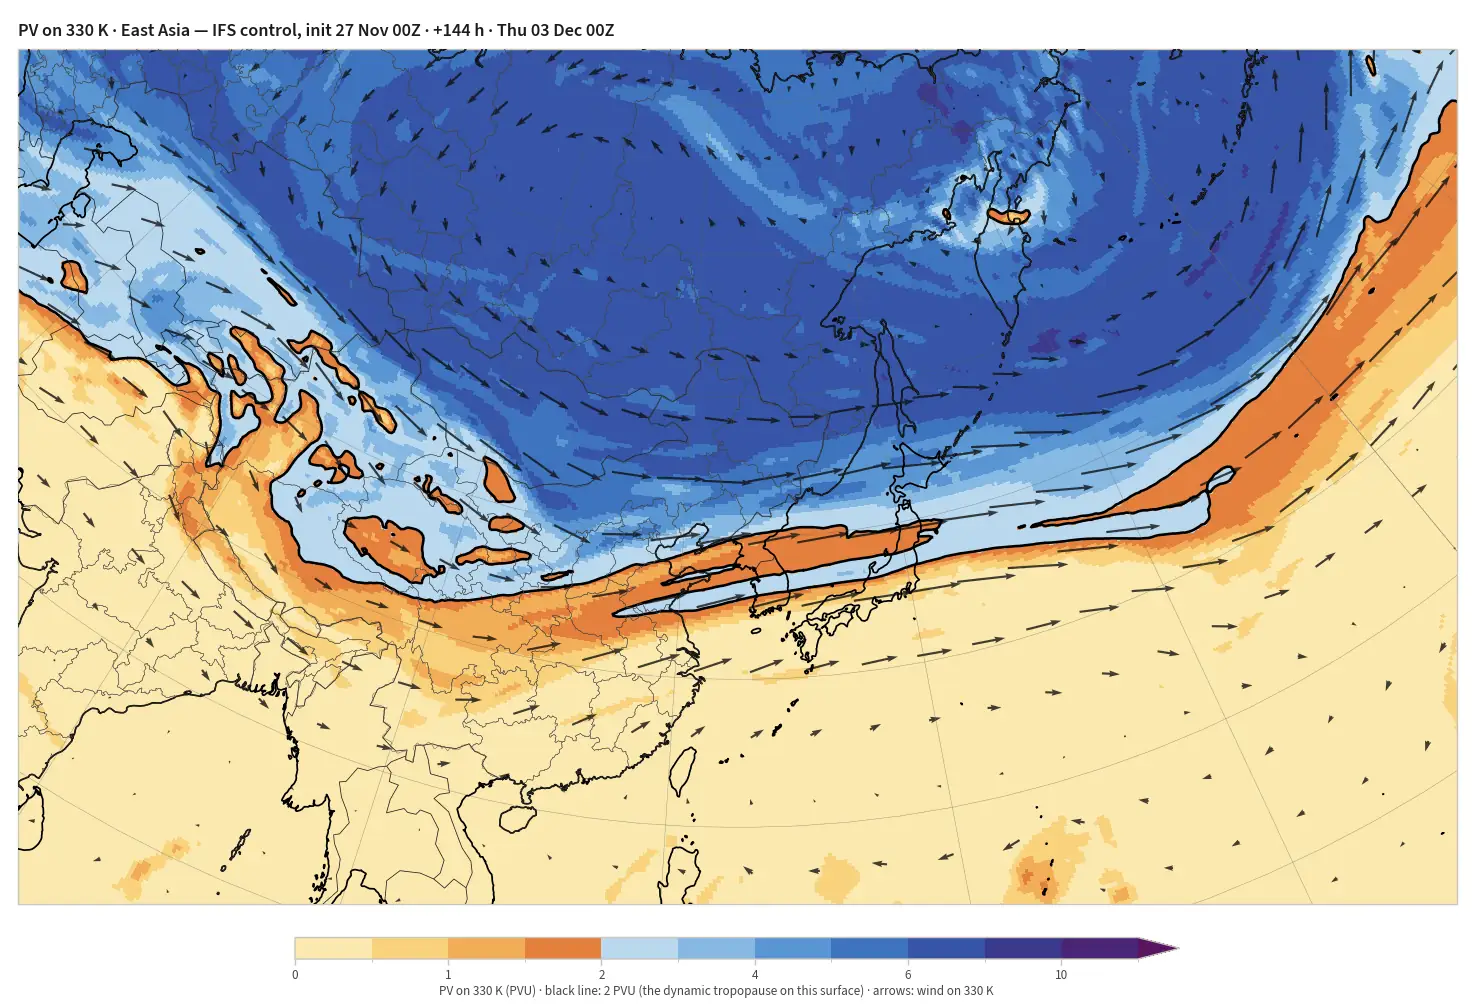 PV on 330 K · East Asia — IFS control, init 27 Nov 00Z · +144 h · Thu 03 Dec 00Z
0 1 2 4 6 10
PV on 330 K (PVU) · black line: 2 PVU (the dynamic tropopause on this surface) · arrows: wind on 330 K